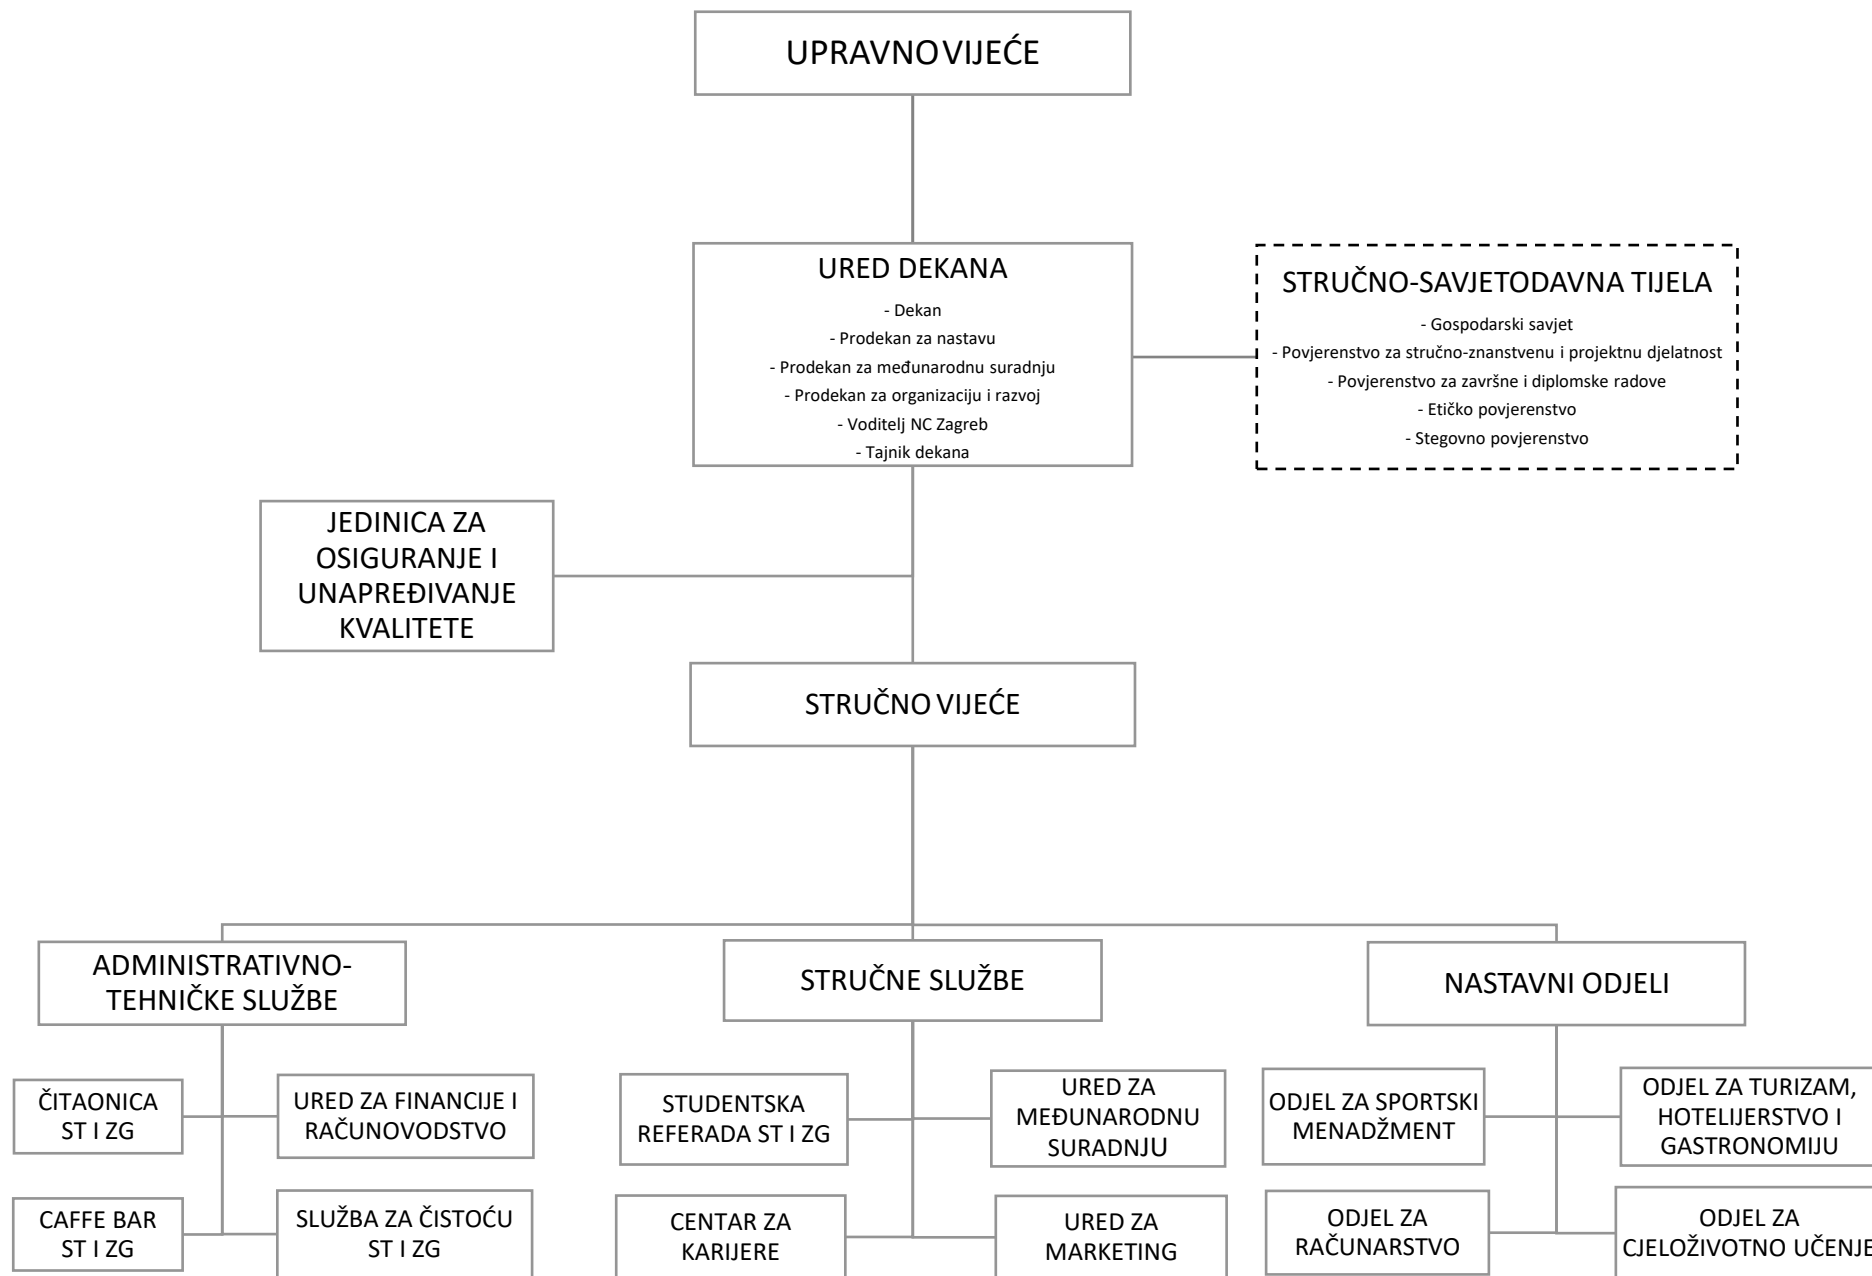 UPRAVNO VIJEĆE
URED DEKANA
- Dekan
- Prodekan za nastavu
- Prodekan za međunarodnu suradnju
- Prodekan za organizaciju i razvoj
- Voditelj NC Zagreb
- Tajnik dekana
STRUČNO-SAVJETODAVNA TIJELA
- Gospodarski savjet
- Povjerenstvo za stručno-znanstvenu i projektnu djelatnost
- Povjerenstvo za završne i diplomske radove
- Etičko povjerenstvo
- Stegovno povjerenstvo
JEDINICA ZA
OSIGURANJE I
UNAPREĐIVANJE
KVALITETE
STRUČNO VIJEĆE
ADMINISTRATIVNO-
TEHNIČKE SLUŽBE
STRUČNE SLUŽBE
NASTAVNI ODJELI
ČITAONICA
ST I ZG
URED ZA FINANCIJE I
RAČUNOVODSTVO
STUDENTSKA
REFERADA ST I ZG
URED ZA
MEĐUNARODNU
SURADNJU
ODJEL ZA SPORTSKI
MENADŽMENT
ODJEL ZA TURIZAM,
HOTELIJERSTVO I
GASTRONOMIJU
CAFFE BAR
ST I ZG
SLUŽBA ZA ČISTOĆU
ST I ZG
CENTAR ZA
KARIJERE
URED ZA
MARKETING
ODJEL ZA
RAČUNARSTVO
ODJEL ZA
CJELOŽIVOTNO UČENJE